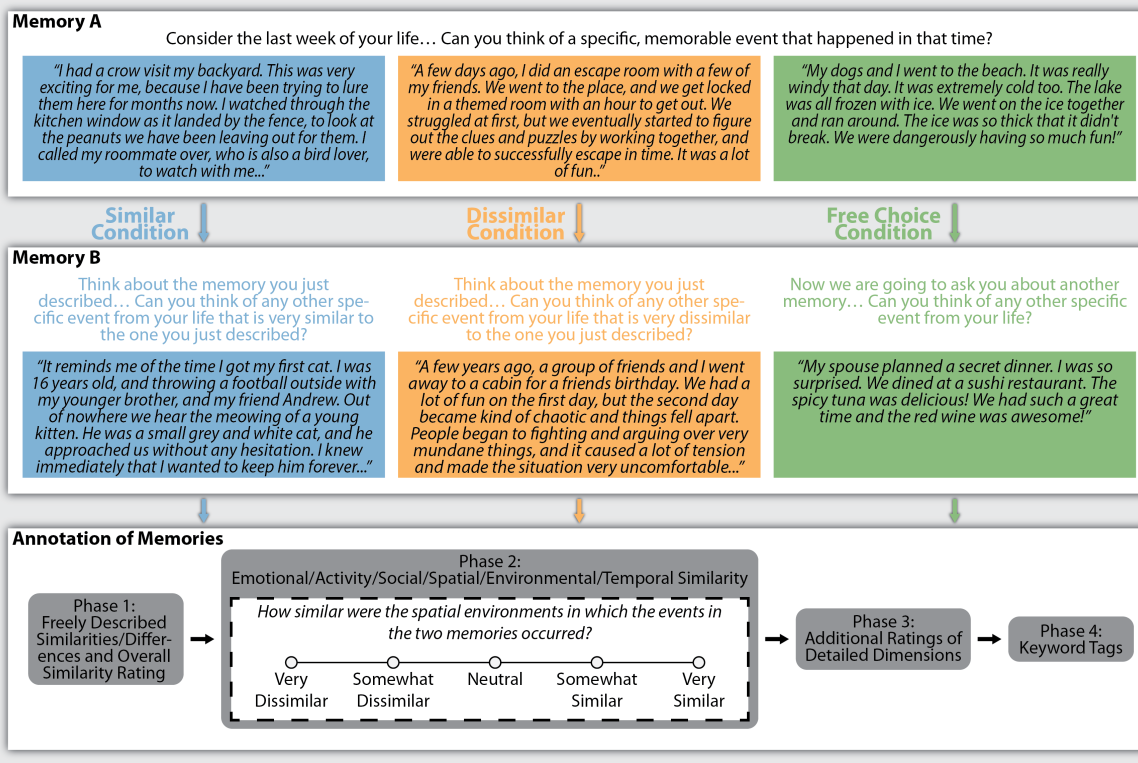 Memory A
Consider the last week of your life… Can you think of a specific, memorable event that happened in that time?
“I had a crow visit my backyard. This was very
exciting for me, because I have been trying to lure
them here for months now. I watched through the
kitchen window as it landed by the fence, to look at
the peanuts we have been leaving out for them. I
called my roommate over, who is also a bird lover,
to watch with me...”
“A few days ago, I did an escape room with a few of
my friends. We went to the place, and we get locked
in a themed room with an hour to get out. We
struggled at first, but we eventually started to figure
out the clues and puzzles by working together, and
were able to successfully escape in time. It was a lot
of fun..”
“My dogs and I went to the beach. It was really
windy that day. It was extremely cold too. The lake
was all frozen with ice. We went on the ice together
and ran around. The ice was so thick that it didn't
break. We were dangerously having so much fun!”
Similar
Condition
Dissimilar
Condition
Free Choice
Condition
Memory B
Think about the memory you just
described… Can you think of any other spe-
cific event from your life that is very similar to
the one you just described?
Think about the memory you just
described… Can you think of any other spe-
cific event from your life that is very dissimilar
to the one you just described?
Now we are going to ask you about another
memory… Can you think of any other specific
event from your life?
“It reminds me of the time I got my first cat. I was
16 years old, and throwing a football outside with
my younger brother, and my friend Andrew. Out
of nowhere we hear the meowing of a young
kitten. He was a small grey and white cat, and he
approached us without any hesitation. I knew
immediately that I wanted to keep him forever...”
“A few years ago, a group of friends and I went
away to a cabin for a friends birthday. We had a
lot of fun on the first day, but the second day
became kind of chaotic and things fell apart.
People began to fighting and arguing over very
mundane things, and it caused a lot of tension
and made the situation very uncomfortable...”
“My spouse planned a secret dinner. I was so
surprised. We dined at a sushi restaurant. The
spicy tuna was delicious! We had such a great
time and the red wine was awesome!”
Annotation of Memories
Phase 1:
Freely Described
Similarities/Differ-
ences and Overall
Similarity Rating
Phase 2:
Emotional/Activity/Social/Spatial/Environmental/Temporal Similarity
How similar were the spatial environments in which the events in
the two memories occurred?
Very
Dissimilar
Somewhat
Dissimilar
Neutral
Somewhat
Similar
Very
Similar
Phase 3:
Additional Ratings of
Detailed Dimensions
Phase 4:
Keyword Tags